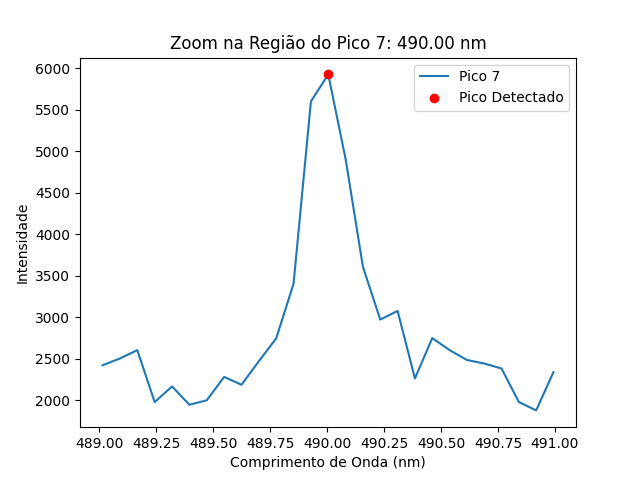 Zoom na Região do Pico 7: 490.00 nm
Pico 7
Pico Detectado
Intensidade
6000
5500
5000
4500
4000
3500
3000
2500
2000
489.00 489.25 489.50 489.75 490.00 490.25 490.50 490.75 491.00
Comprimento de Onda (nm)